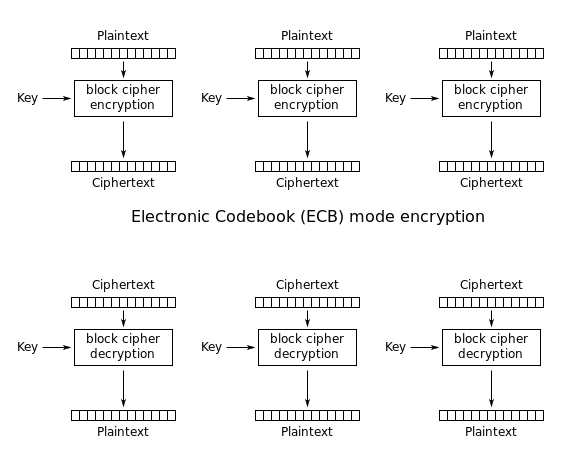 Plaintext Plaintext Plaintext
Key block cipher Key block cipher Key block cipher
encryption encryption encryption
Ciphertext Ciphertext Ciphertext
Electronic Codebook (ECB) mode encryption
Ciphertext Ciphertext Ciphertext
Key block cipher Key block cipher Key block cipher
decryption decryption decryption
Plaintext Plaintext Plaintext